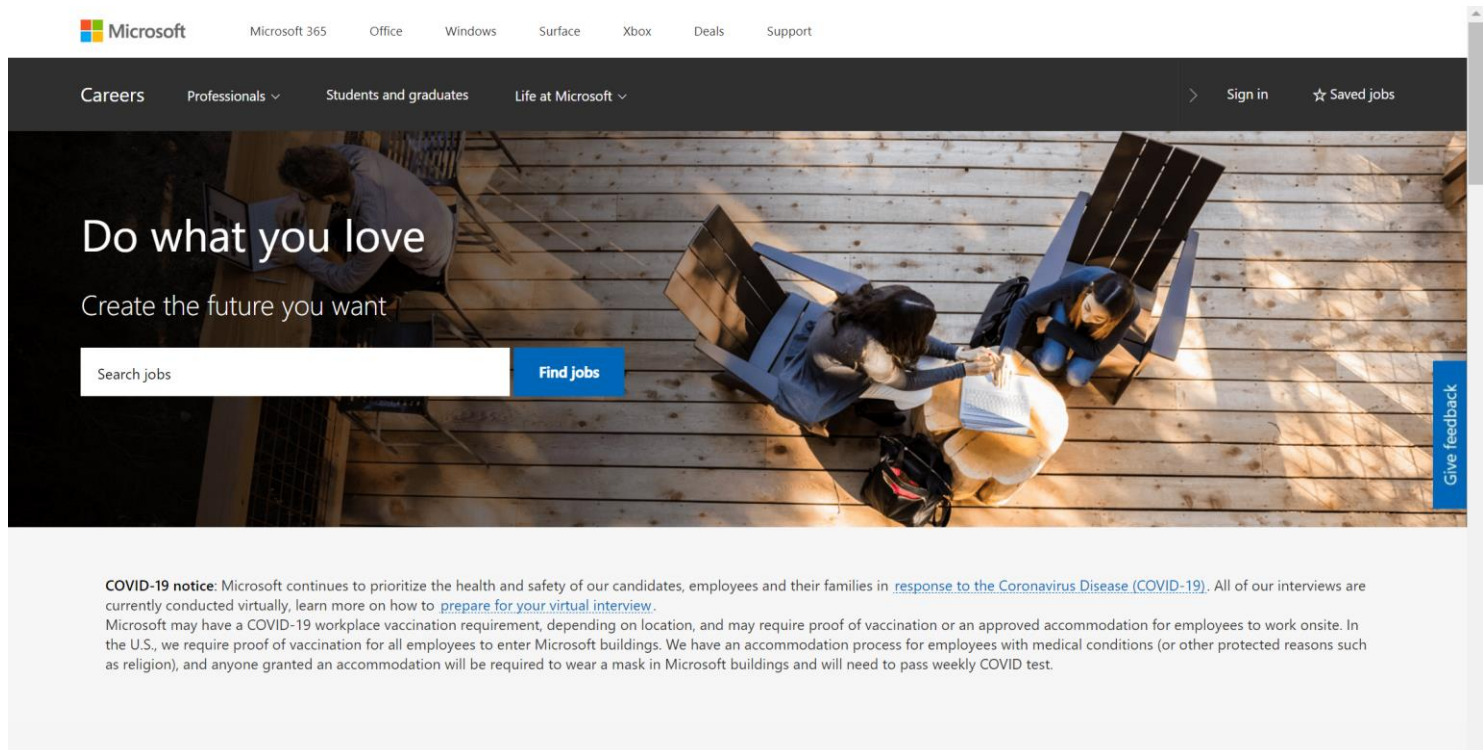 Microsoft Microsoft 365 Office Windows Surface Xbox Deals Support
Careers Professionals Students and graduates Life at Microsoft Sign in Saved jobs
Do what you love
Create the future you want
Search jobs Find jobs
Give feedback
COVID-19 notice: Microsoft continues to prioritize the health and safety of our candidates, employees and their families in response to the Coronavirus Disease (COVID-19). All of our interviews are
currently conducted virtually, learn more on how to prepare for your virtual interview.
Microsoft may have a COVID-19 workplace vaccination requirement, depending on location, and may require proof of vaccination or an approved accommodation for employees to work onsite. In
the U.S., we require proof of vaccination for all employees to enter Microsoft buildings. We have an accommodation process for employees with medical conditions (or other protected reasons such
as religion), and anyone granted an accommodation will be required to wear a mask in Microsoft buildings and will need to pass weekly COVID test.